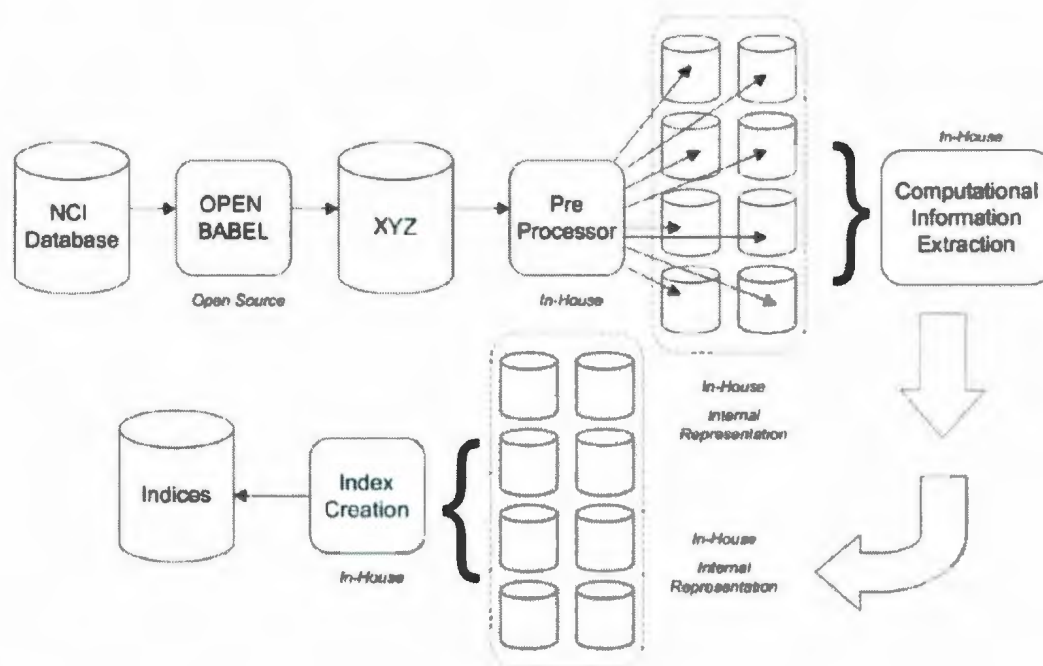 NCI
Database
OPEN
BABEL
Open Source
XYZ
Pre
Processor
In-House
In-House
Computational
Information
Extraction
In-House
Internal
Representation
Indices
Index
Creation
In-House
In-House
Internal
Representation